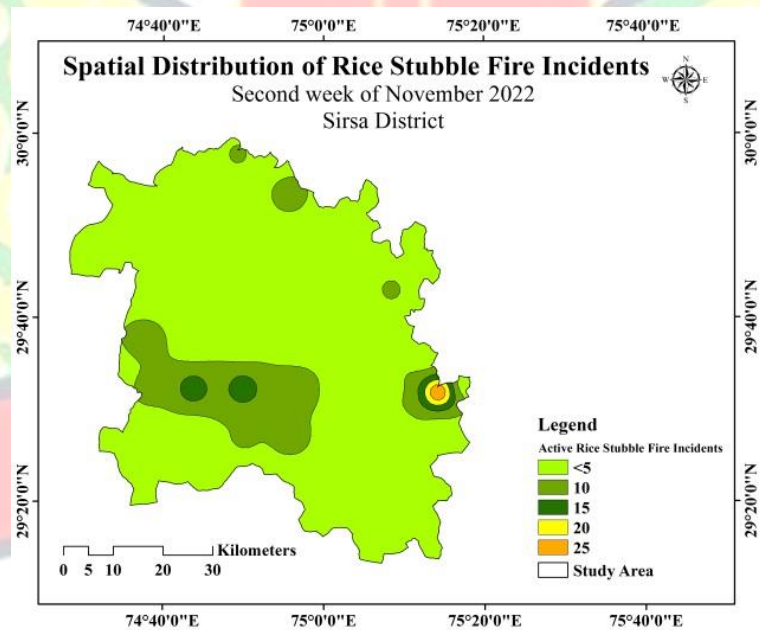 74°40'0"E 75°0'0"E 75°20'0"E 75°40'0"E
Spatial Distribution of Rice Stubble Fire Incidents
Second week of November 2022
Sirsa District
N
W E
S
30°0'0"N 30°0'0"N
29°40'0"N 29°40'0"N
29°20'0"N 29°20'0"N
Legend
Active Rice Stubble Fire Incidents
<5
10
15
20
25
Study Area
Kilometers
0 5 10 20 30
74°40'0"E 75°0'0"E 75°20'0"E 75°40'0"E